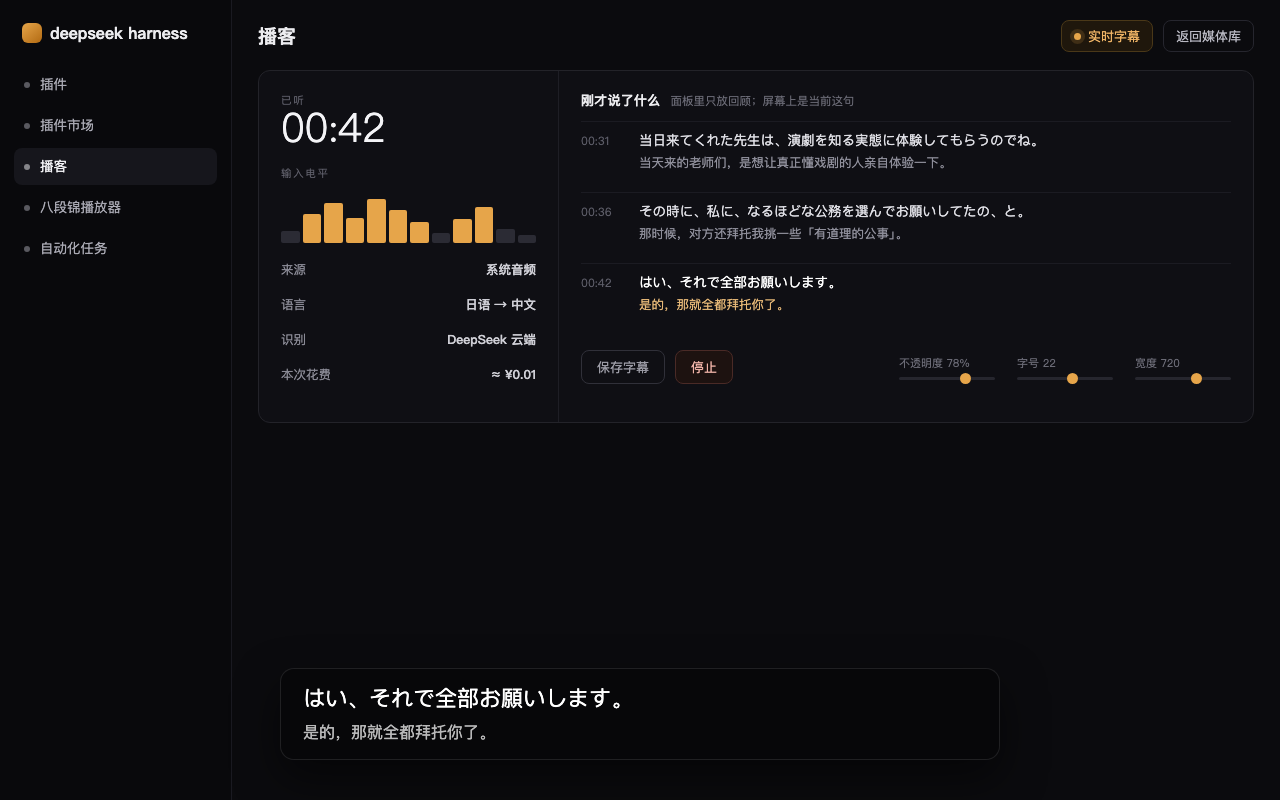 deepseek harness
插件
插件市场
播客
八段锦播放器
自动化任务
播客
实时字幕
返回媒体库
已听
00:42
输入电平
来源 系统音频
语言 日语 → 中文
识别 DeepSeek 云端
本次花费 ≈ ¥0.01
刚才说了什么 面板里只放回顾；屏幕上是当前这句
00:31 当日来てくれた先生は、演劇を知る実態に体験してもらうのでね。
当天来的老师们，是想让真正懂戏剧的人亲自体验一下。
00:36 その時に、私に、なるほどな公務を選んでお願いしてたの、と。
那时候，对方还拜托我挑一些「有道理的公事」。
00:42 はい、それで全部お願いします。
是的，那就全都拜托你了。
保存字幕
停止
不透明度 78%
字号 22
宽度 720
はい、それで全部お願いします。
是的，那就全都拜托你了。